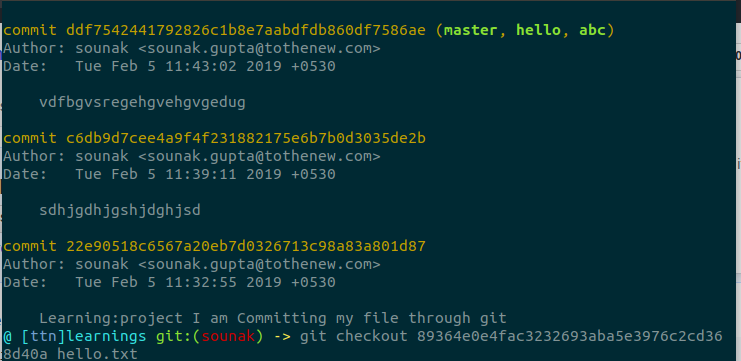 commit ddf7542441792826c1b8e7aabdfdb860df7586ae (master, hello, abc)
Author: sounak <sounak.gupta@tothenew.com>
Date:   Tue Feb 5 11:43:02 2019 +0530
vdfbgvsregehgvehgvgedug
commit c6db9d7cee4a9f4f231882175e6b7b0d3035de2b
Author: sounak <sounak.gupta@tothenew.com>
Date:   Tue Feb 5 11:39:11 2019 +0530
sdhjgdhjgshjdghjsd
commit 22e90518c6567a20eb7d0326713c98a83a801d87
Author: sounak <sounak.gupta@tothenew.com>
Date:   Tue Feb 5 11:32:55 2019 +0530
Learning:project I am Committing my file through git
@ [ttn]learnings git:(sounak) -> git checkout 89364e0e4fac3232693aba5e3976c2cd36
8d40a hello.txt